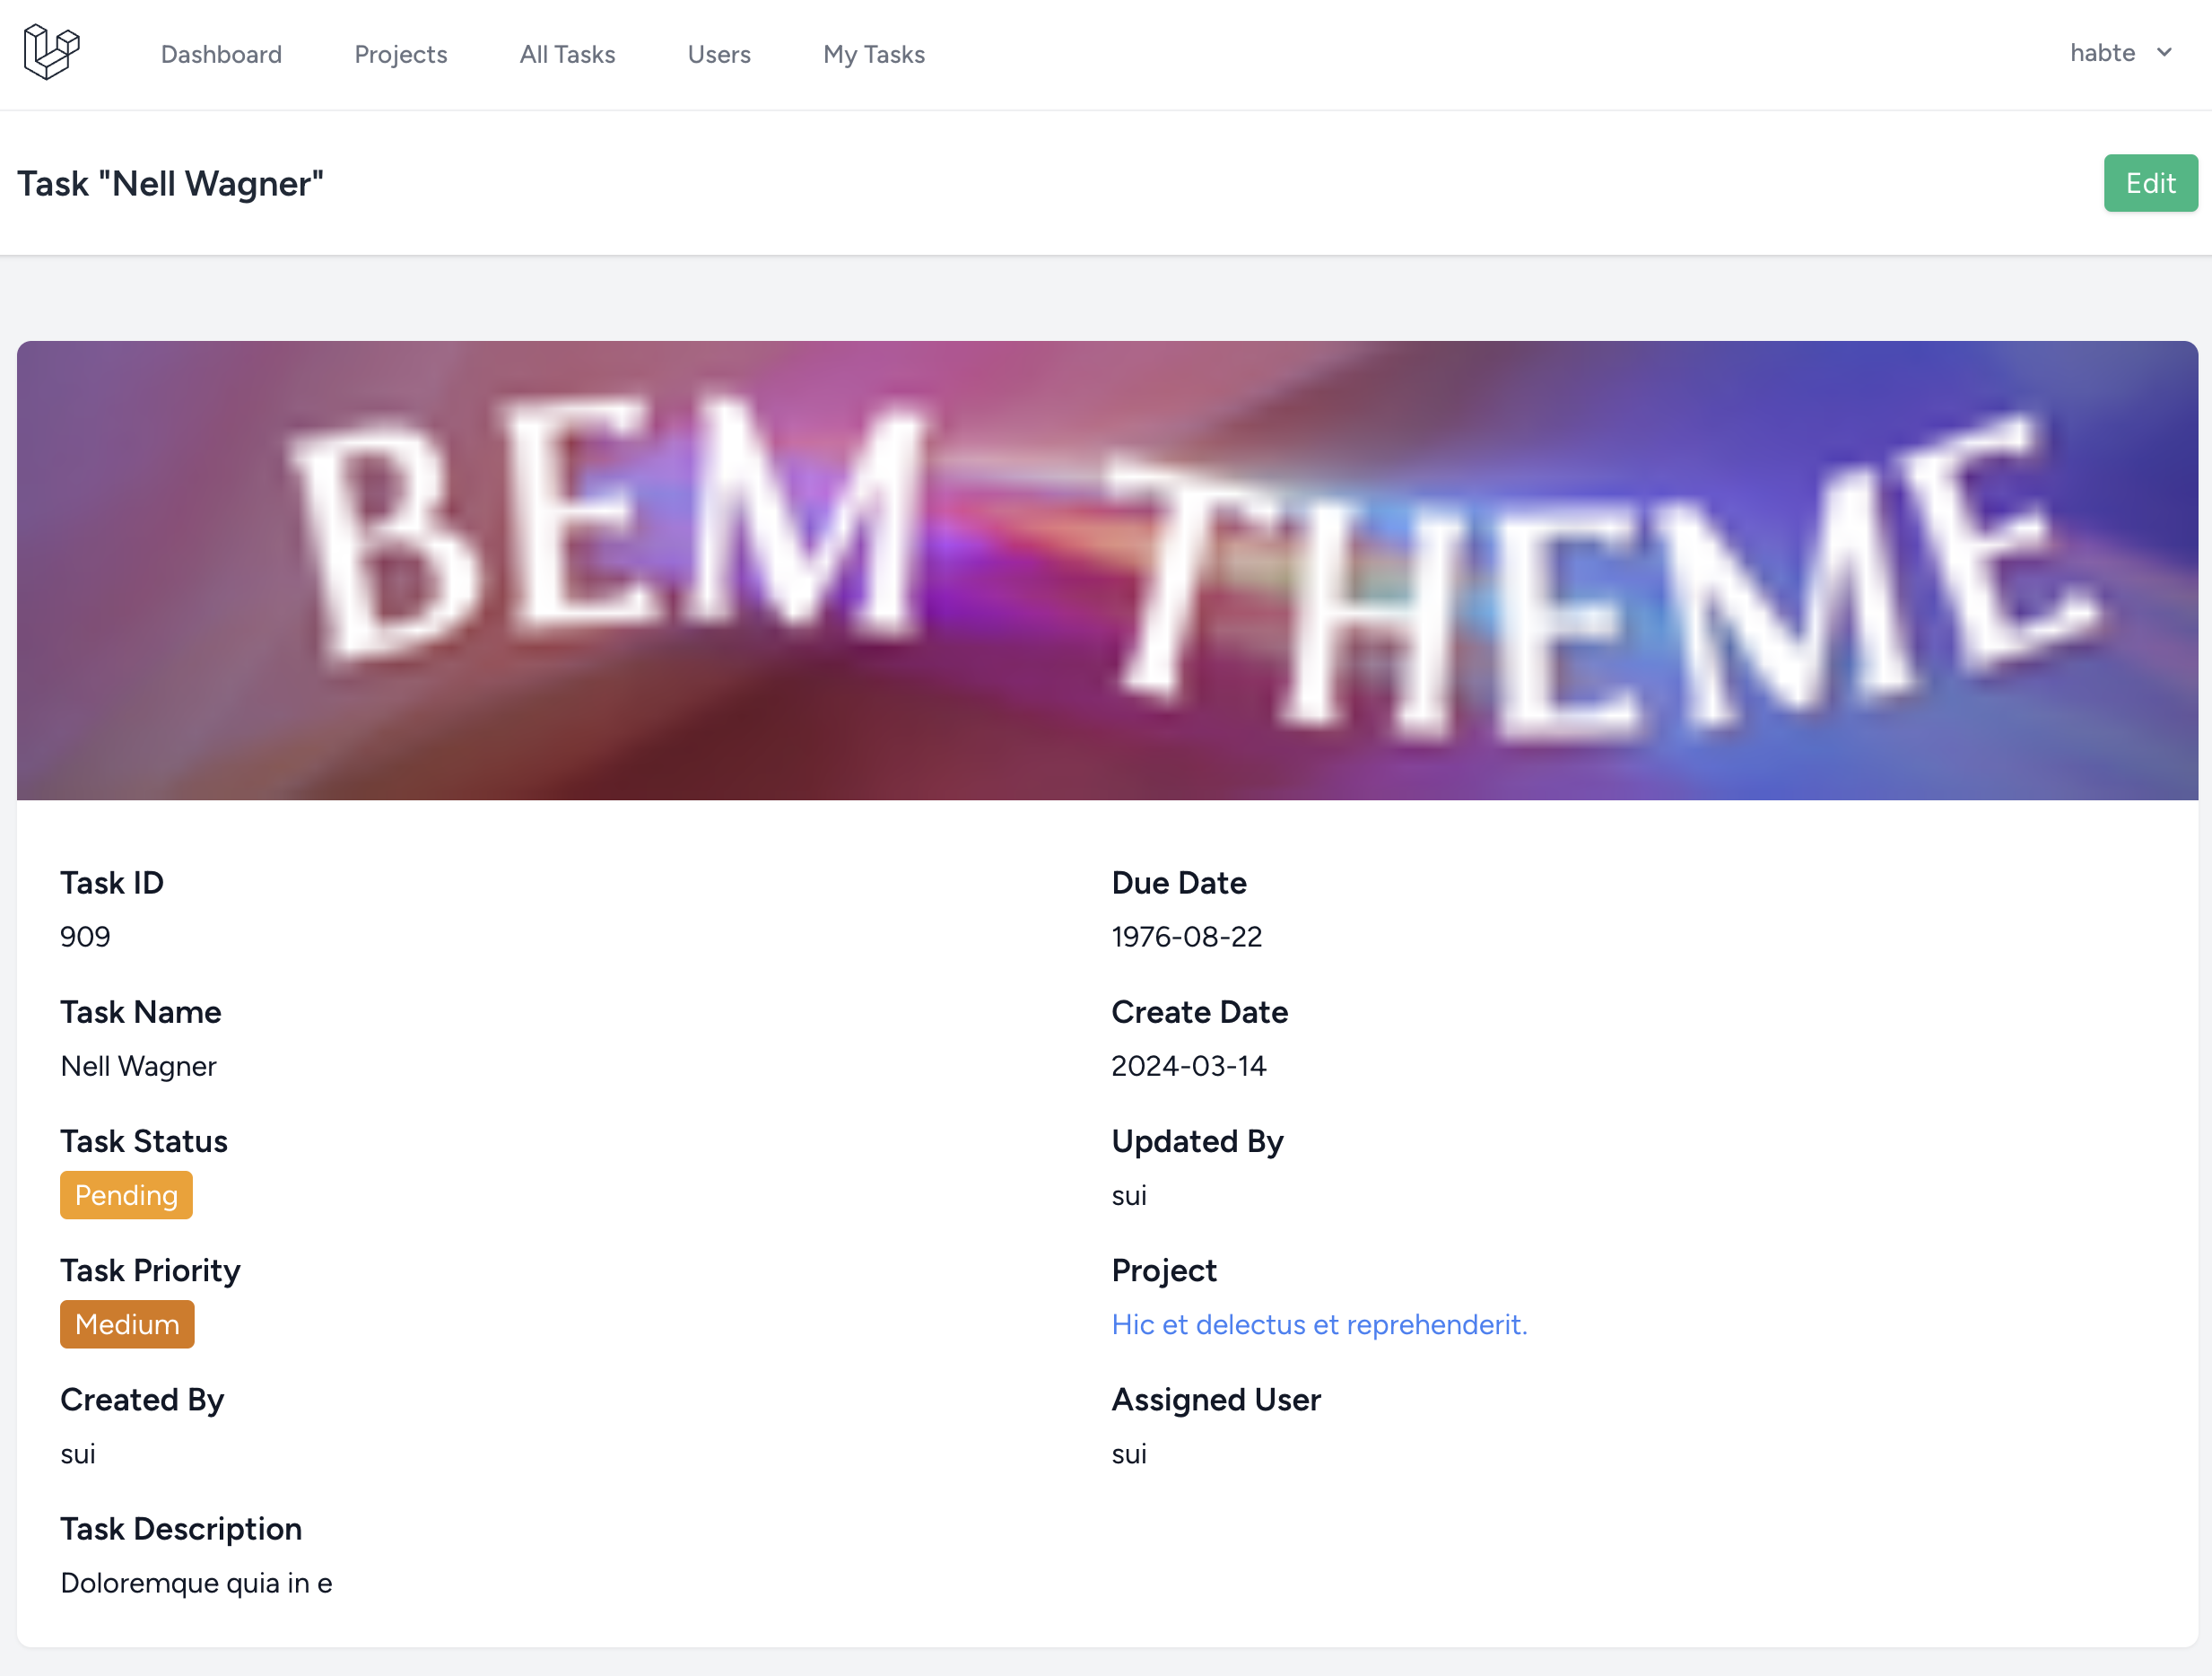 Dashboard Projects All Tasks Users My Tasks habte
Task "Nell Wagner" Edit
BEM THEME
Task ID
909
Task Name
Nell Wagner
Task Status
Pending
Task Priority
Medium
Created By
sui
Task Description
Doloremque quia in e
Due Date
1976-08-22
Create Date
2024-03-14
Updated By
sui
Project
Hic et delectus et reprehenderit.
Assigned User
sui